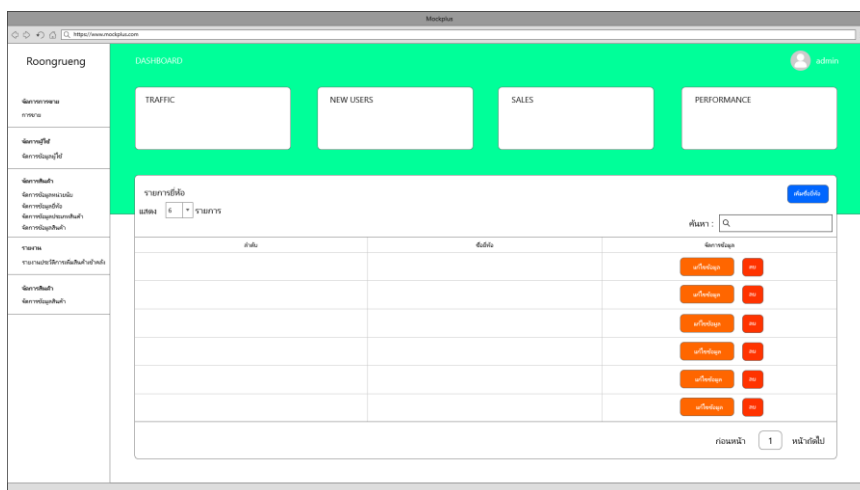 Mockplus
https://www.mockplus.com
Roongrueng
DASHBOARD
admin
จัดการการขาย
การขาย
จัดการผู้ใช้
จัดการข้อมูลผู้ใช้
จัดการสินค้า
จัดการข้อมูลหน่วยนับ
จัดการข้อมูลยี่ห้อ
จัดการข้อมูลประเภทสินค้า
จัดการข้อมูลสินค้า
รายงาน
รายงานประวัติการเพิ่มสินค้าเข้าคลัง
จัดการสินค้า
จัดการข้อมูลสินค้า
TRAFFIC
NEW USERS
SALES
PERFORMANCE
รายการยี่ห้อ
เพิ่มชื่อยี่ห้อ
แสดง 6 รายการ
ค้นหา :
ลำดับ ชื่อยี่ห้อ จัดการข้อมูล
แก้ไขข้อมูล ลบ
แก้ไขข้อมูล ลบ
แก้ไขข้อมูล ลบ
แก้ไขข้อมูล ลบ
แก้ไขข้อมูล ลบ
แก้ไขข้อมูล ลบ
ก่อนหน้า 1 หน้าถัดไป